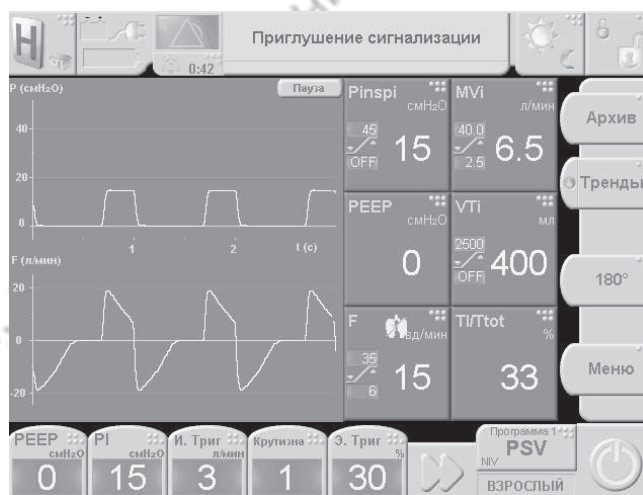 H
0:42
Приглушение сигнализации
P (смH₂O)
Пауза
40
20
0
1
2
t (с)
F (л/мин)
20
0
-20
Pinspi
смH₂O
45
OFF
15
MVi
л/мин
40.0
2.5
6.5
PEEP
смH₂O
0
VTi
мл
2500
OFF
400
F
вд/мин
35
6
15
TI/Ttot
%
33
Архив
Тренды
180°
Меню
PEEP
смH₂O
0
PI
смH₂O
15
И. Триг
л/мин
3
Крутизна
1
Э. Триг
%
30
Программа 1
PSV
NIV
ВЗРОСЛЫЙ